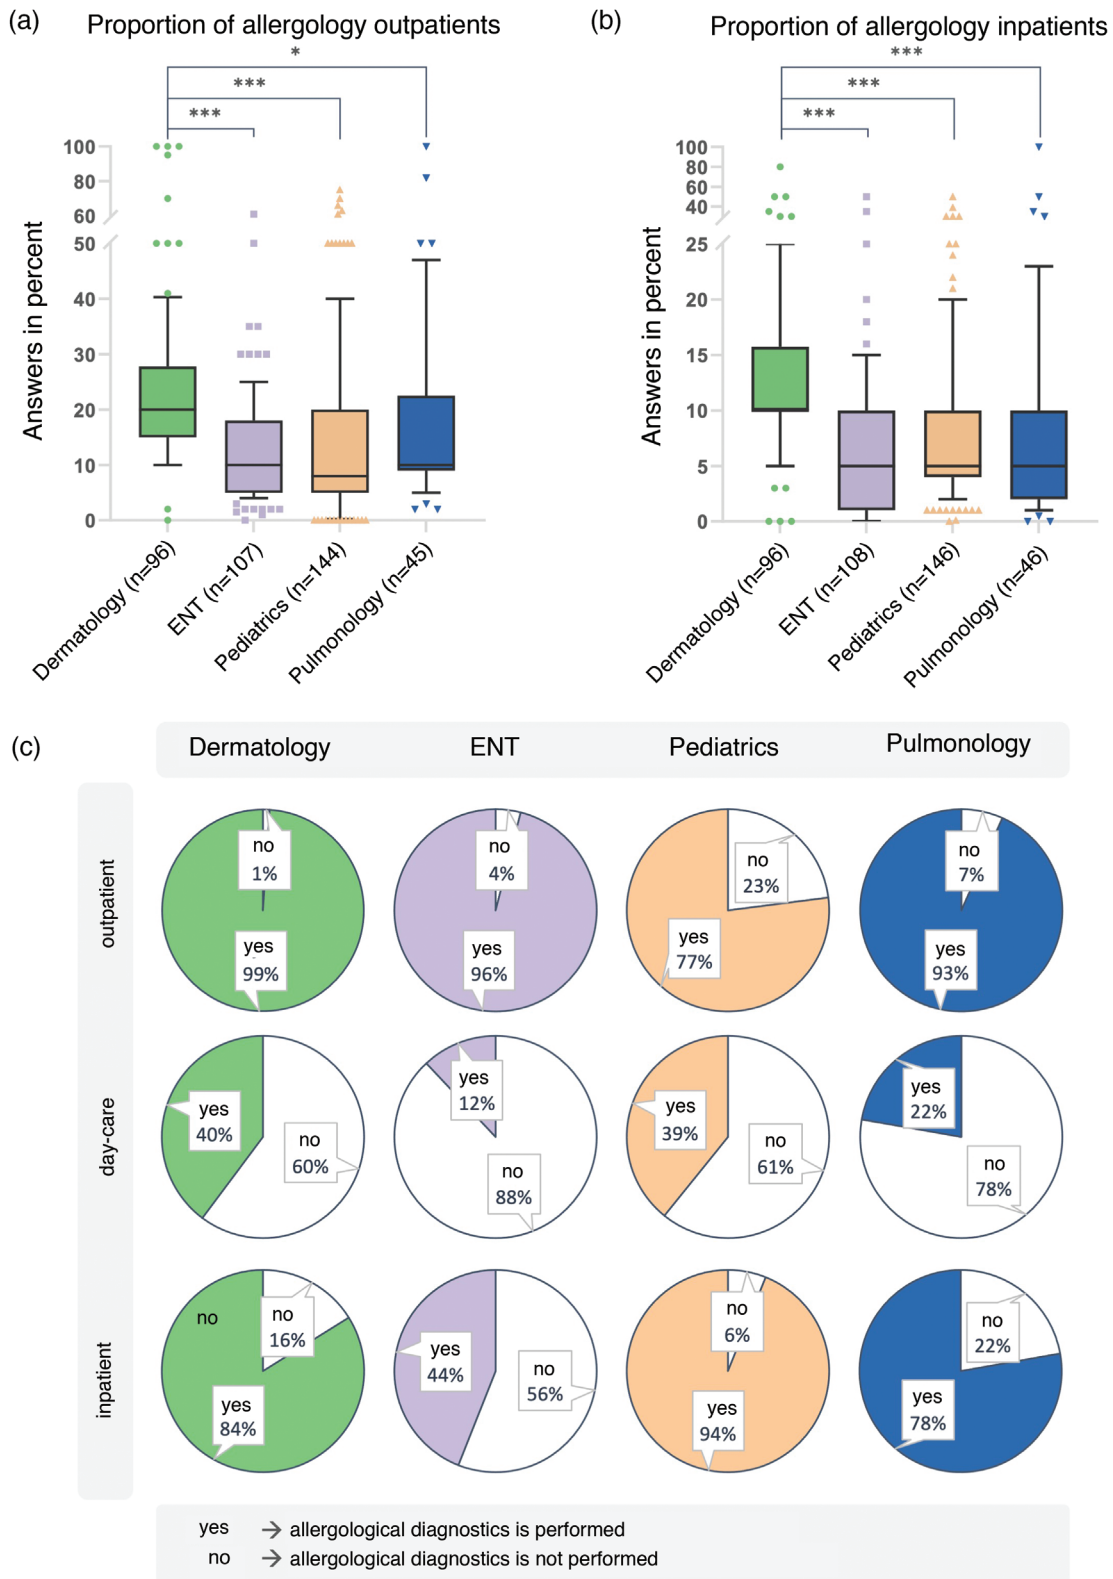 (a) Proportion of allergology outpatients
*
***
***
Answers in percent
100
80
60
50
40
30
20
10
0
Dermatology (n=96)
ENT (n=107)
Pediatrics (n=144)
Pulmonology (n=45)
(b) Proportion of allergology inpatients
***
***
***
Answers in percent
100
80
60
40
25
20
15
10
5
0
Dermatology (n=96)
ENT (n=108)
Pediatrics (n=146)
Pulmonology (n=46)
(c)
Dermatology ENT Pediatrics Pulmonology
outpatient
no
1%
yes
99%
no
4%
yes
96%
no
23%
yes
77%
no
7%
yes
93%
day-care
yes
40%
no
60%
yes
12%
no
88%
yes
39%
no
61%
yes
22%
no
78%
inpatient
no
no
16%
yes
84%
yes
44%
no
56%
no
6%
yes
94%
no
22%
yes
78%
yes → allergological diagnostics is performed
no → allergological diagnostics is not performed